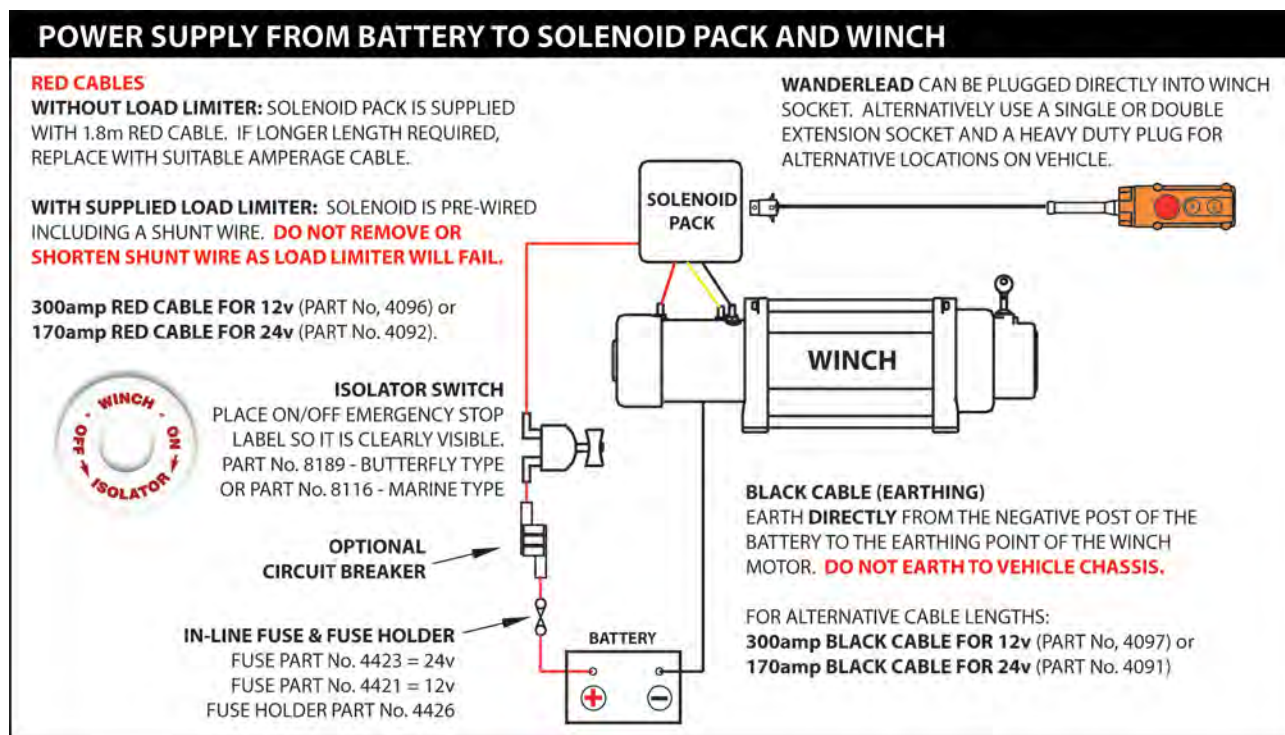 POWER SUPPLY FROM BATTERY TO SOLENOID PACK AND WINCH
RED CABLES
WITHOUT LOAD LIMITER: SOLENOID PACK IS SUPPLIED
WITH 1.8m RED CABLE. IF LONGER LENGTH REQUIRED,
REPLACE WITH SUITABLE AMPERAGE CABLE.
WITH SUPPLIED LOAD LIMITER: SOLENOID IS PRE-WIRED
INCLUDING A SHUNT WIRE. DO NOT REMOVE OR
SHORTEN SHUNT WIRE AS LOAD LIMITER WILL FAIL.
300amp RED CABLE FOR 12v (PART No, 4096) or
170amp RED CABLE FOR 24v (PART No. 4092).
WANDERLEAD CAN BE PLUGGED DIRECTLY INTO WINCH
SOCKET. ALTERNATIVELY USE A SINGLE OR DOUBLE
EXTENSION SOCKET AND A HEAVY DUTY PLUG FOR
ALTERNATIVE LOCATIONS ON VEHICLE.
SOLENOID
PACK
WINCH
- WINCH -
OFF
ON
ISOLATOR
ISOLATOR SWITCH
PLACE ON/OFF EMERGENCY STOP
LABEL SO IT IS CLEARLY VISIBLE.
PART No. 8189 - BUTTERFLY TYPE
OR PART No. 8116 - MARINE TYPE
OPTIONAL
CIRCUIT BREAKER
IN-LINE FUSE & FUSE HOLDER
FUSE PART No. 4423 = 24v
FUSE PART No. 4421 = 12v
FUSE HOLDER PART No. 4426
BATTERY
+ −
BLACK CABLE (EARTHING)
EARTH DIRECTLY FROM THE NEGATIVE POST OF THE
BATTERY TO THE EARTHING POINT OF THE WINCH
MOTOR. DO NOT EARTH TO VEHICLE CHASSIS.
FOR ALTERNATIVE CABLE LENGTHS:
300amp BLACK CABLE FOR 12v (PART No, 4097) or
170amp BLACK CABLE FOR 24v (PART No. 4091)